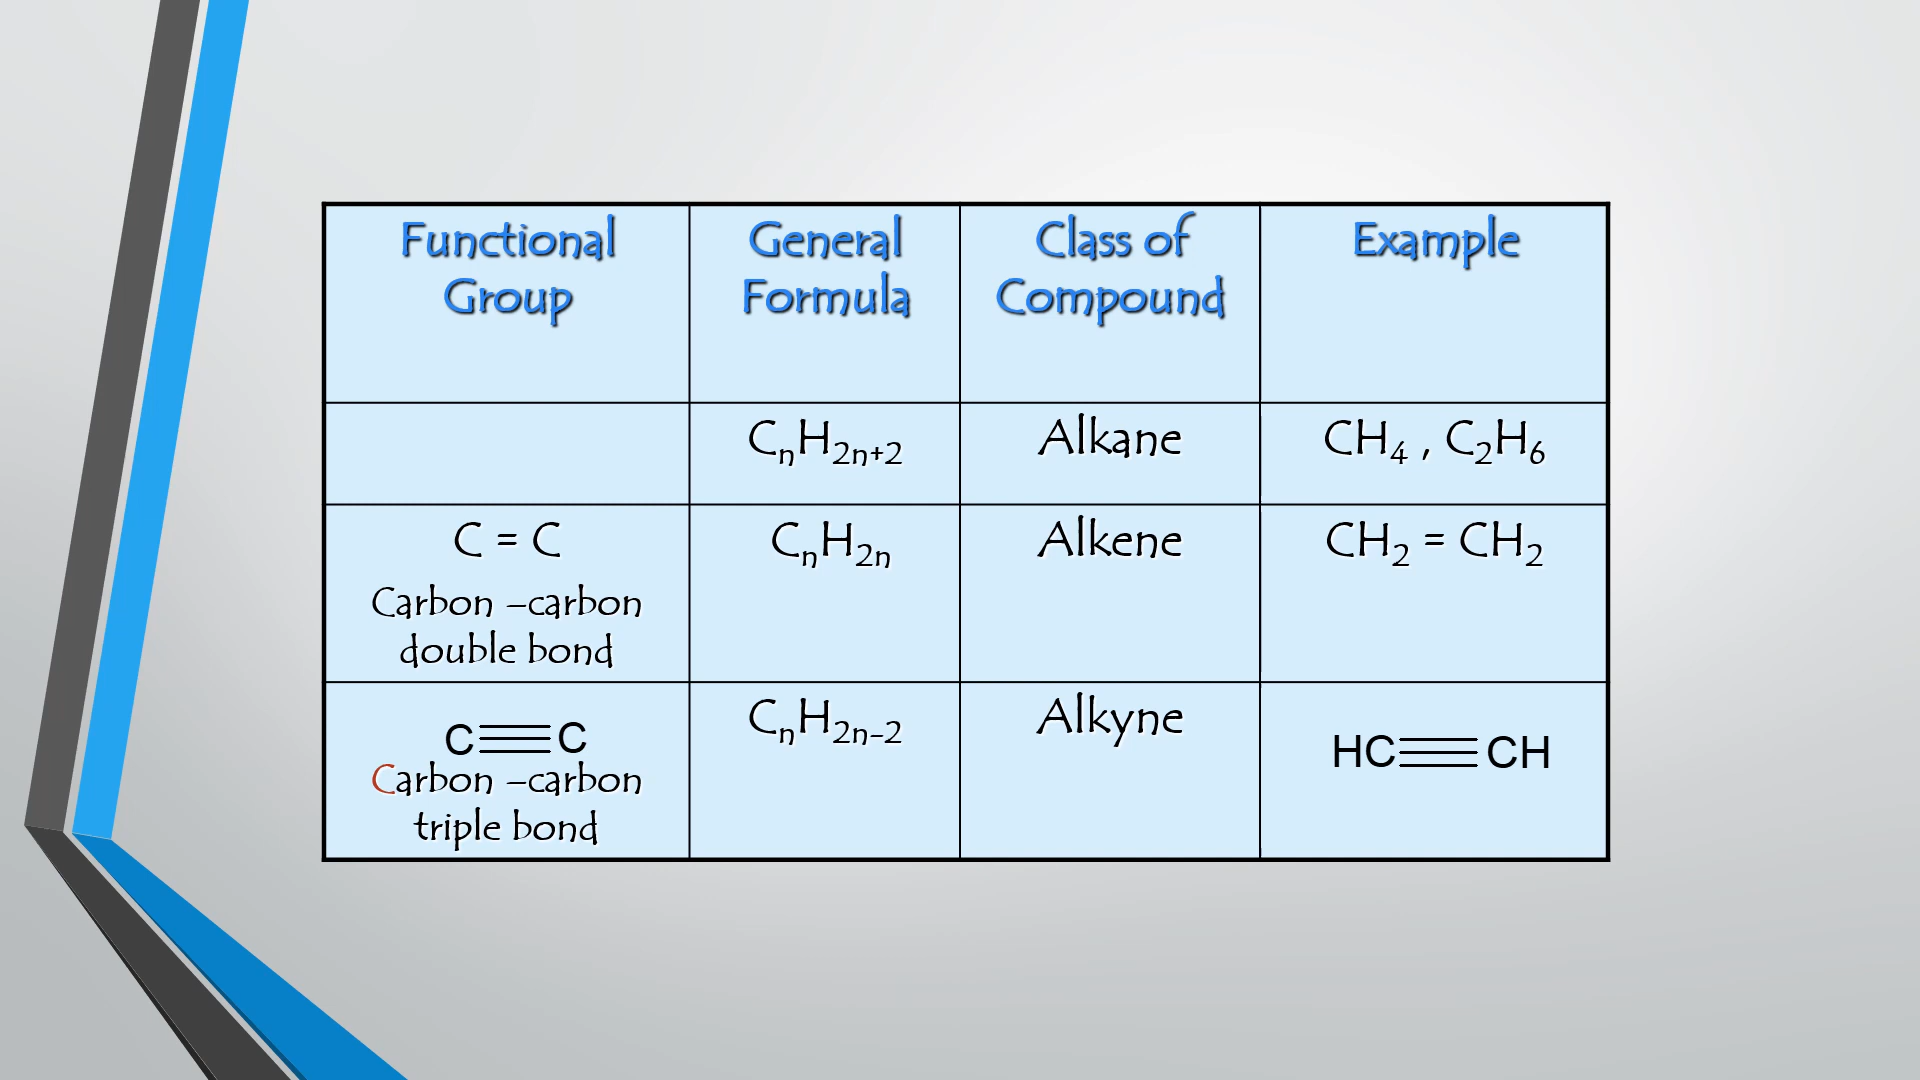 Functional
Group
General
Formula
Class of
Compound
Example
CₙH₂ₙ₊₂
Alkane
CH₄ , C₂H₆
C = C
Carbon –carbon
double bond
CₙH₂ₙ
Alkene
CH₂ = CH₂
C≡C
Carbon –carbon
triple bond
CₙH₂ₙ₋₂
Alkyne
HC≡CH